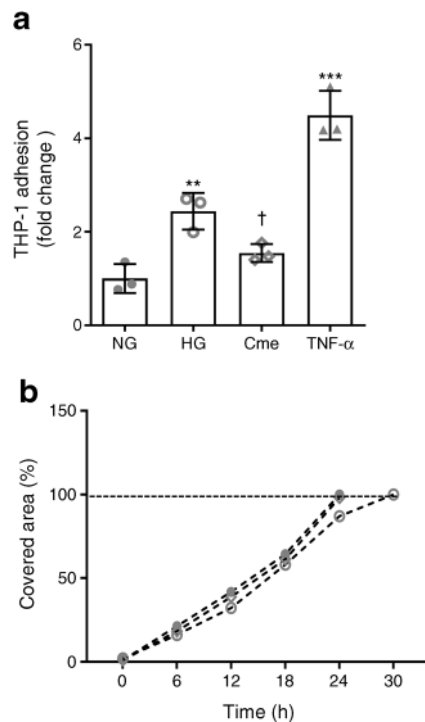 a
THP-1 adhesion
(fold change )
6
4
2
0
**
†
***
NG HG Cme TNF-α
b
Covered area (%)
150
100
50
0
0 6 12 18 24 30
Time (h)